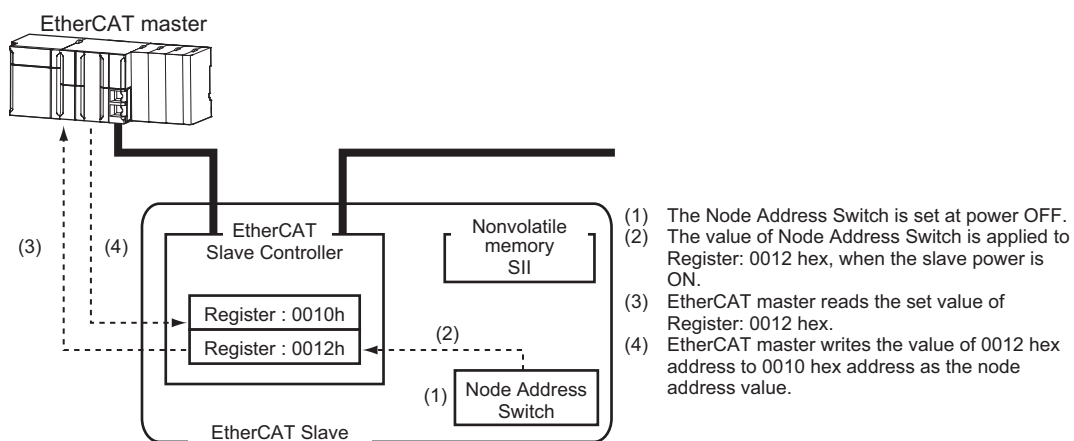 EtherCAT master
EtherCAT
Slave Controller
Nonvolatile
memory
SII
(3)
(4)
Register : 0010h
Register : 0012h
(2)
(1)
Node Address
Switch
EtherCAT Slave
(1) The Node Address Switch is set at power OFF.
(2) The value of Node Address Switch is applied to
Register: 0012 hex, when the slave power is
ON.
(3) EtherCAT master reads the set value of
Register: 0012 hex.
(4) EtherCAT master writes the value of 0012 hex
address to 0010 hex address as the node
address value.